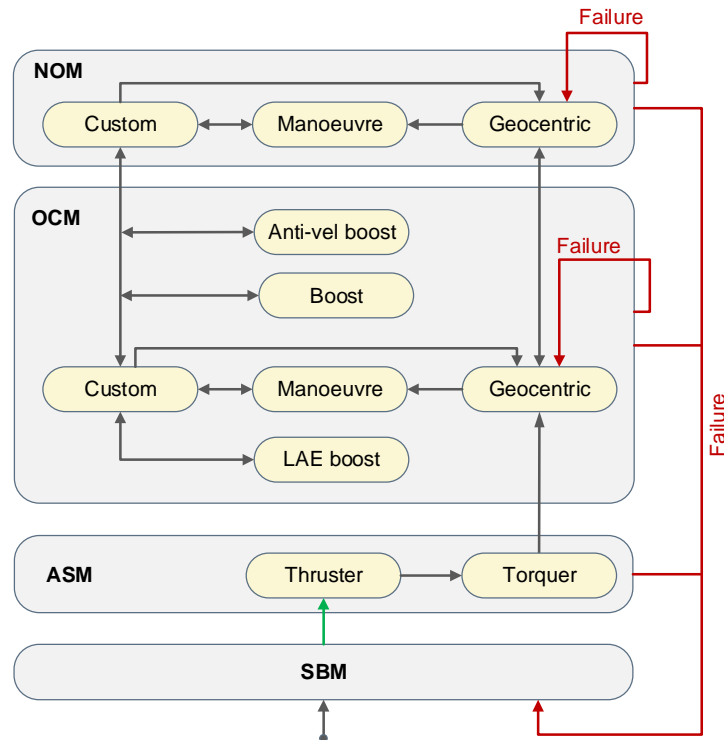 Failure
NOM
Custom
Manoeuvre
Geocentric
OCM
Anti-vel boost
Failure
Boost
Custom
Manoeuvre
Geocentric
Failure
LAE boost
ASM
Thruster
Torquer
SBM